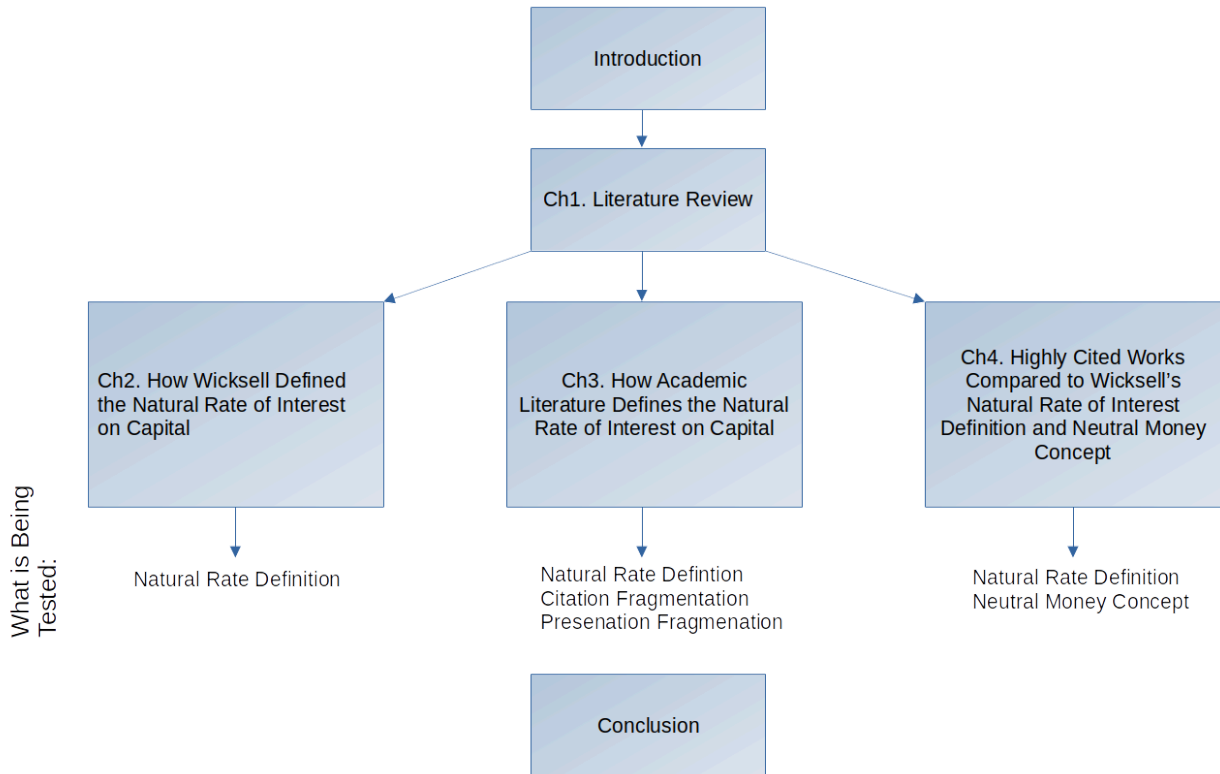 Introduction
Ch1. Literature Review
Ch2. How Wicksell Defined
the Natural Rate of Interest
on Capital
Ch3. How Academic
Literature Defines the Natural
Rate of Interest on Capital
Ch4. Highly Cited Works
Compared to Wicksell’s
Natural Rate of Interest
Definition and Neutral Money
Concept
What is Being
Tested:
Natural Rate Definition
Natural Rate Defintion
Citation Fragmentation
Presenation Fragmenation
Natural Rate Definition
Neutral Money Concept
Conclusion